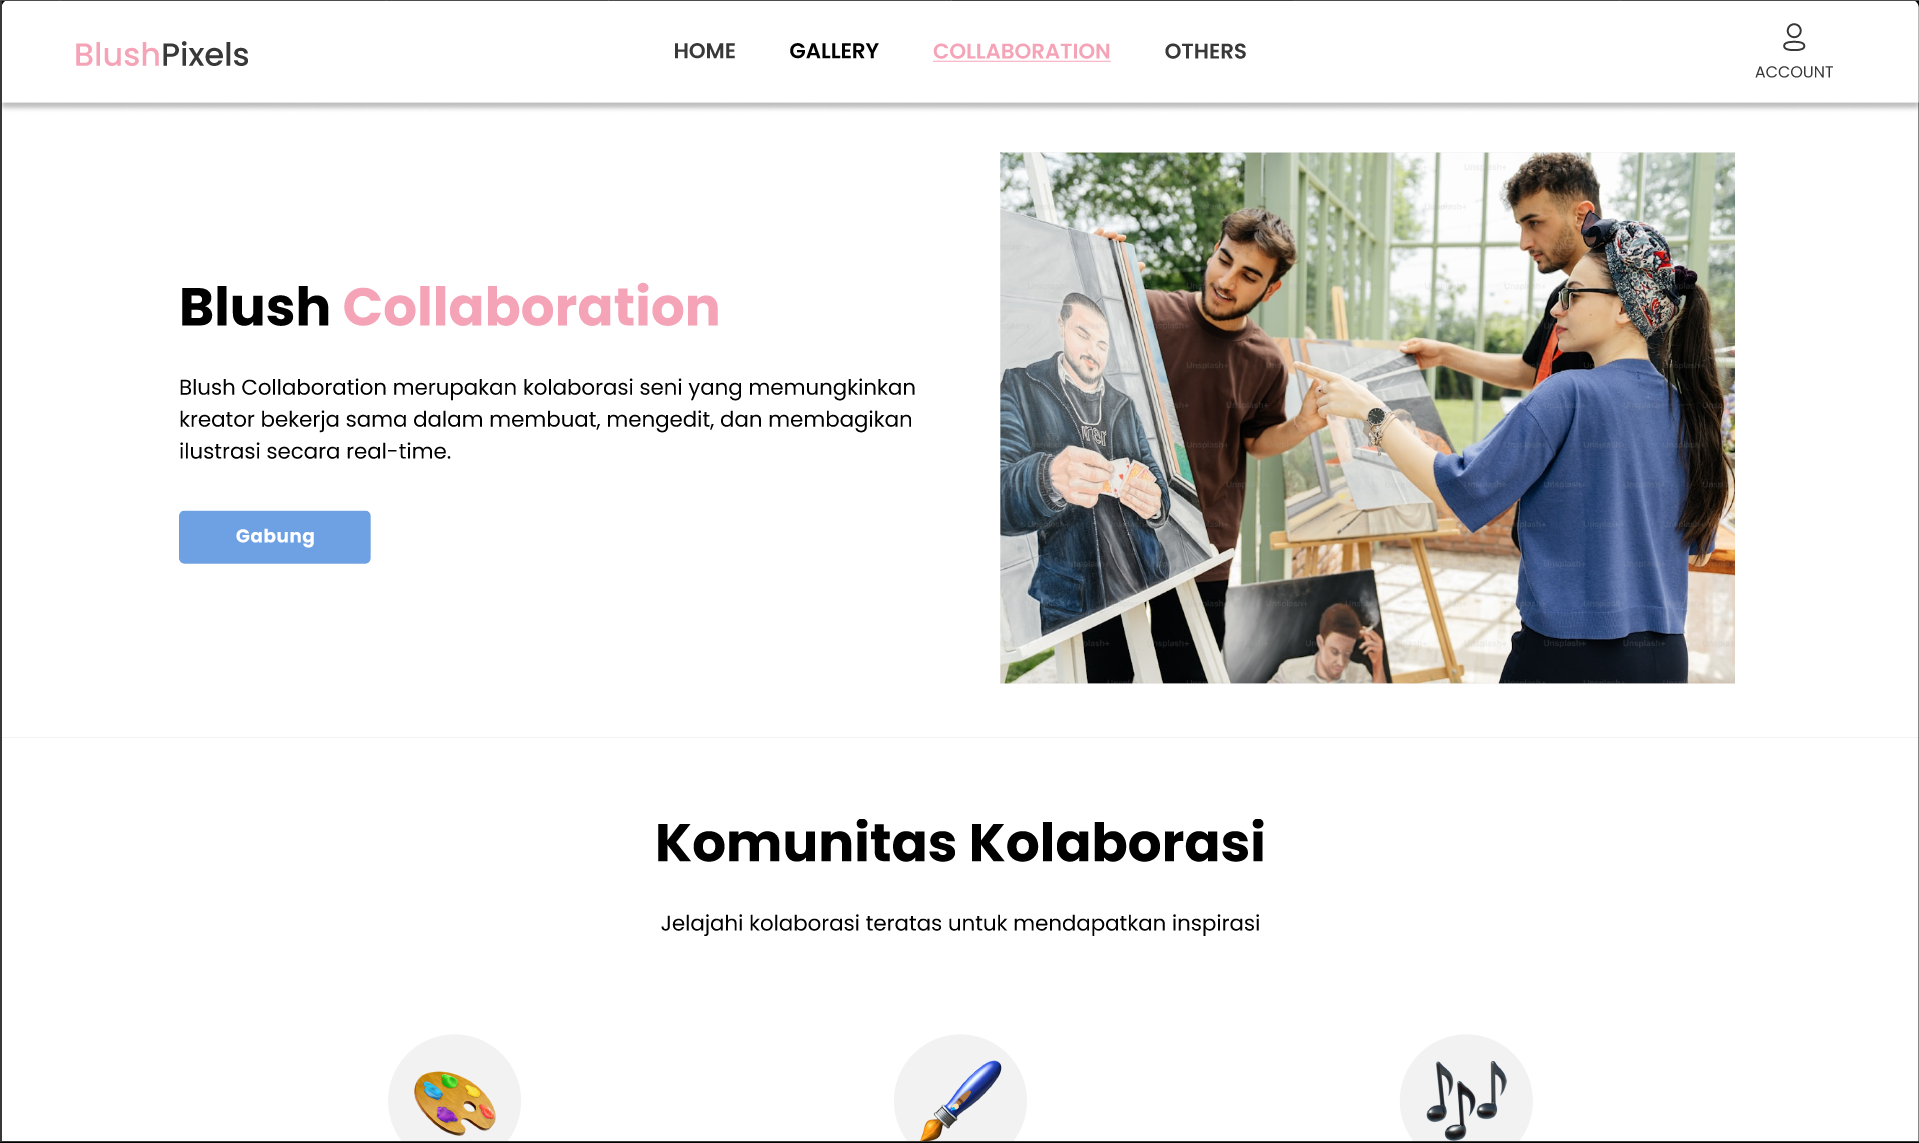 BlushPixels
HOME
GALLERY
COLLABORATION
OTHERS
ACCOUNT
Blush Collaboration
Blush Collaboration merupakan kolaborasi seni yang memungkinkan
kreator bekerja sama dalam membuat, mengedit, dan membagikan
ilustrasi secara real-time.
Gabung
Komunitas Kolaborasi
Jelajahi kolaborasi teratas untuk mendapatkan inspirasi